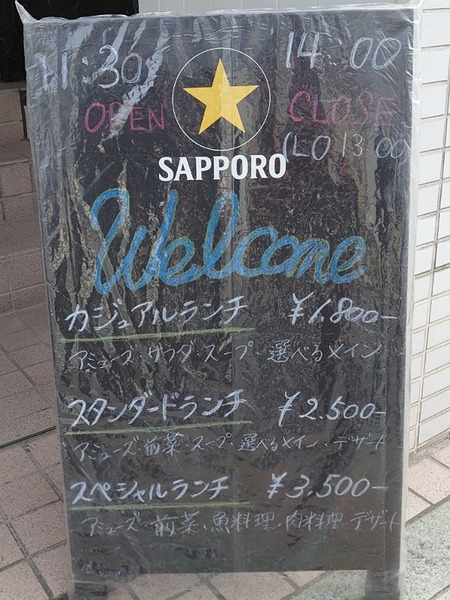 11:30 14:00
OPEN CLOSE
(LO 13:00)
SAPPORO
Welcome
カジュアルランチ ¥1.800-
アミューズ・サラダ・スープ・選べるメイン
スタンダードランチ ¥2.500-
アミューズ・前菜・スープ・選べるメイン・デザート
スペシャルランチ ¥3,500-
アミューズ・前菜・魚料理・肉料理・デザート